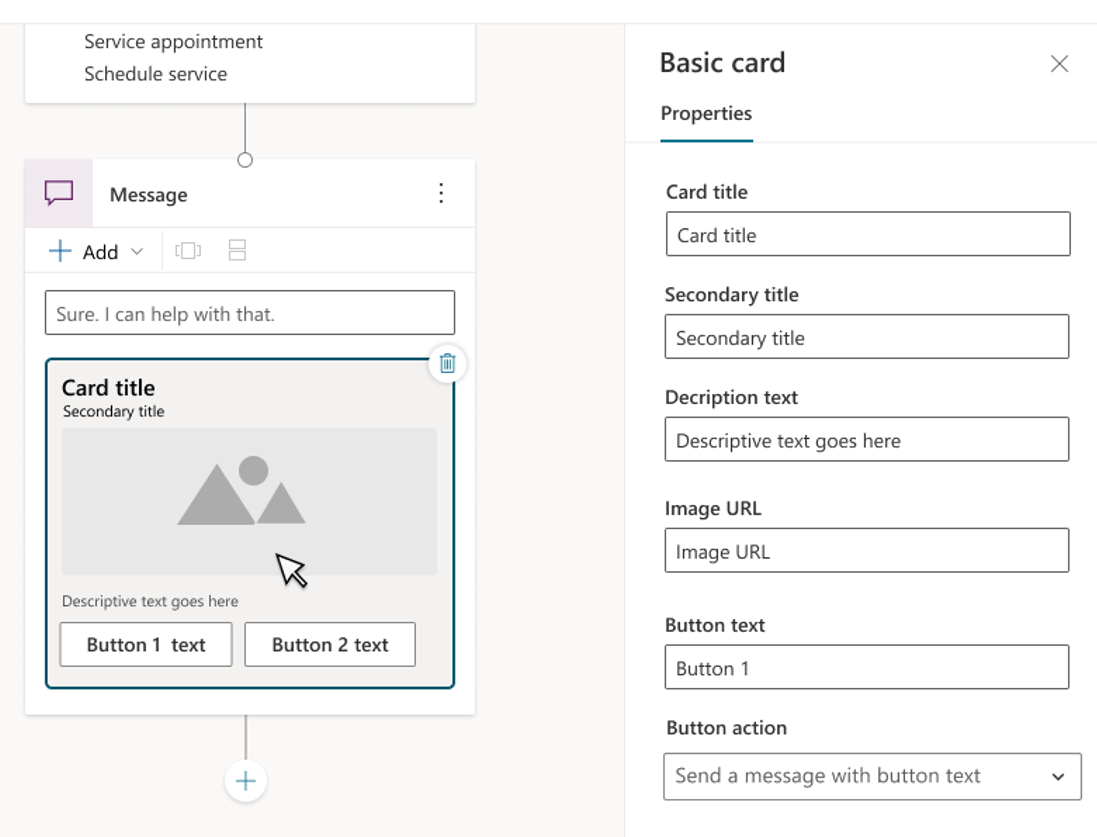 Service appointment
Schedule service
Message
Add
Sure. I can help with that.
Card title
Secondary title
Descriptive text goes here
Button 1  text
Button 2 text
Basic card
Properties
Card title
Card title
Secondary title
Secondary title
Decription text
Descriptive text goes here
Image URL
Image URL
Button text
Button 1
Button action
Send a message with button text